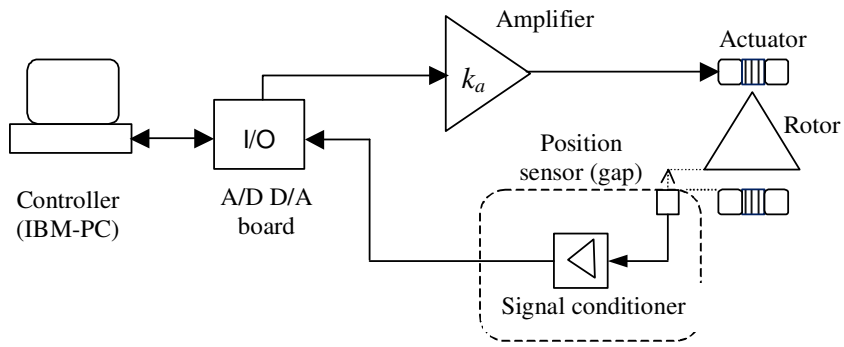 Amplifier
Actuator
k_a
I/O
Rotor
Position
sensor (gap)
Controller
(IBM-PC)
A/D D/A
board
Signal conditioner